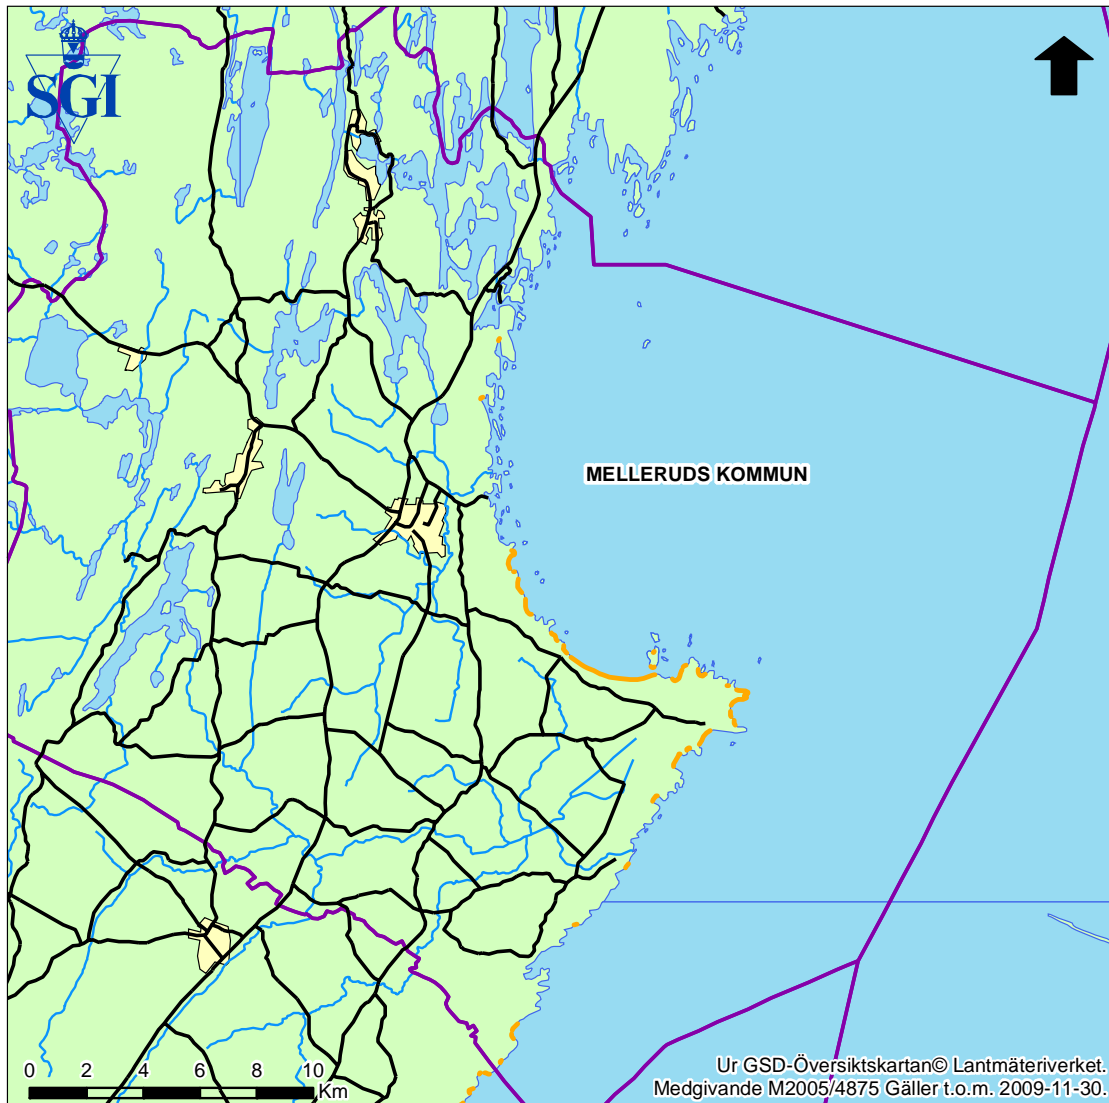 SGI
MELLERUDS KOMMUN
0 2 4 6 8 10
Km
Ur GSD-Översiktskartan© Lantmäteriverket.
Medgivande M2005/4875 Gäller t.o.m. 2009-11-30.